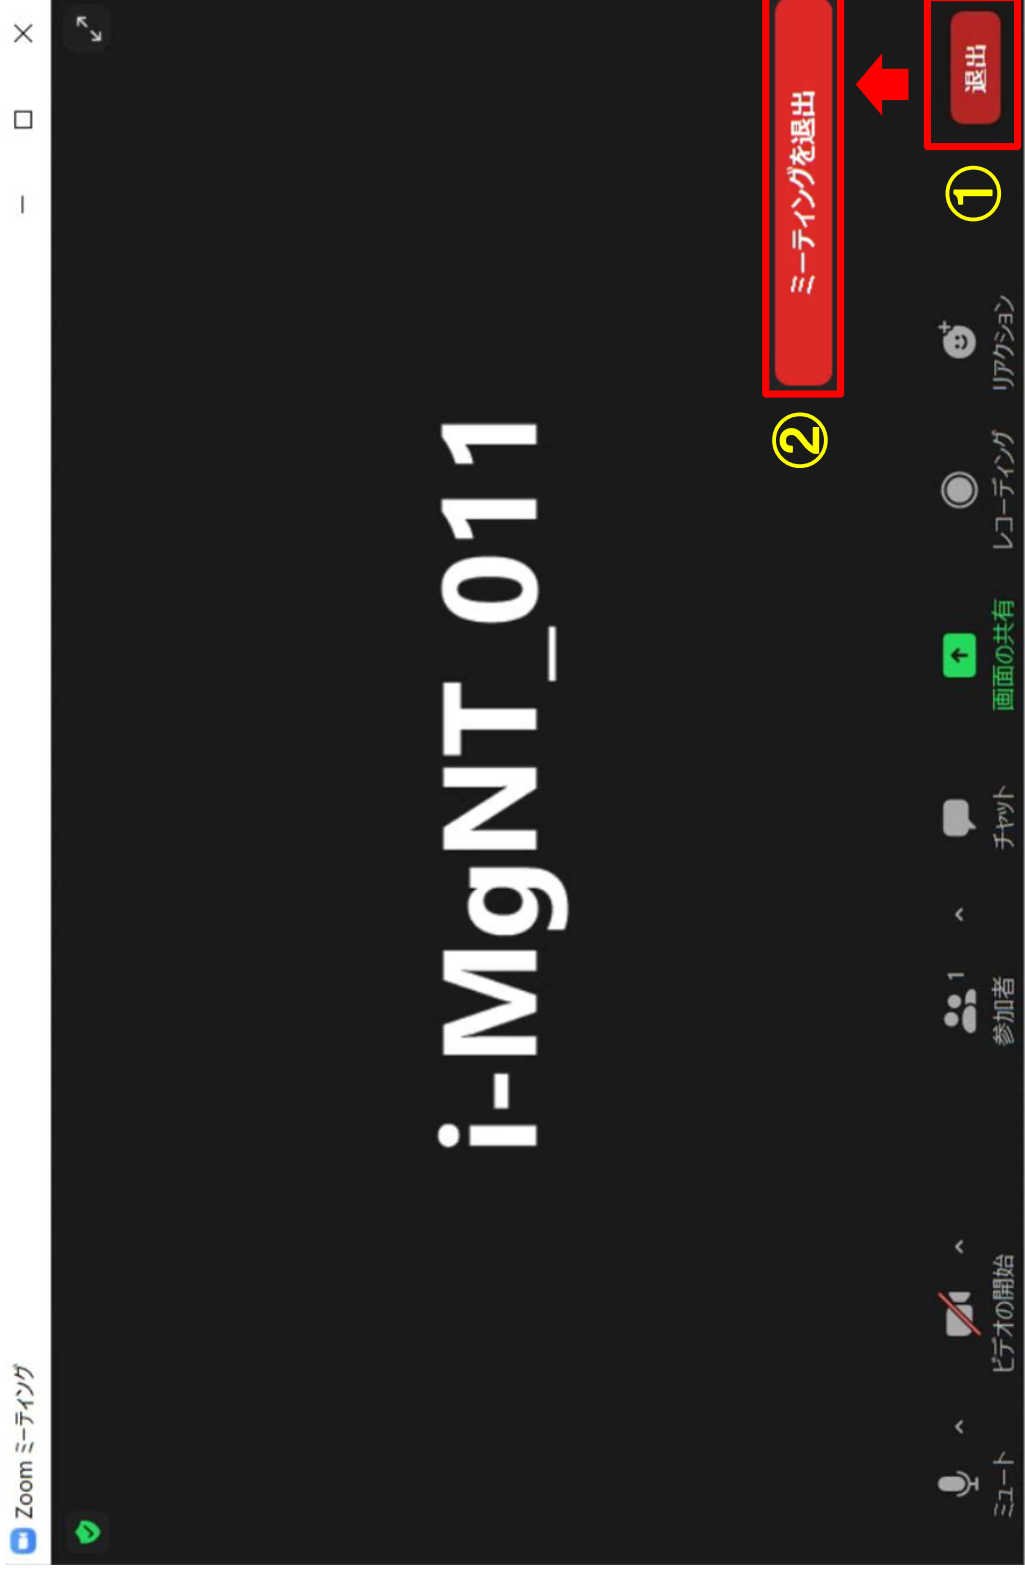 Zoom ミーティング
i-MgNT_011
②
ミーティングを退出
ミュート
ビデオの開始
1
参加者
チャット
画面の共有
レコーディング
リアクション
①
退出